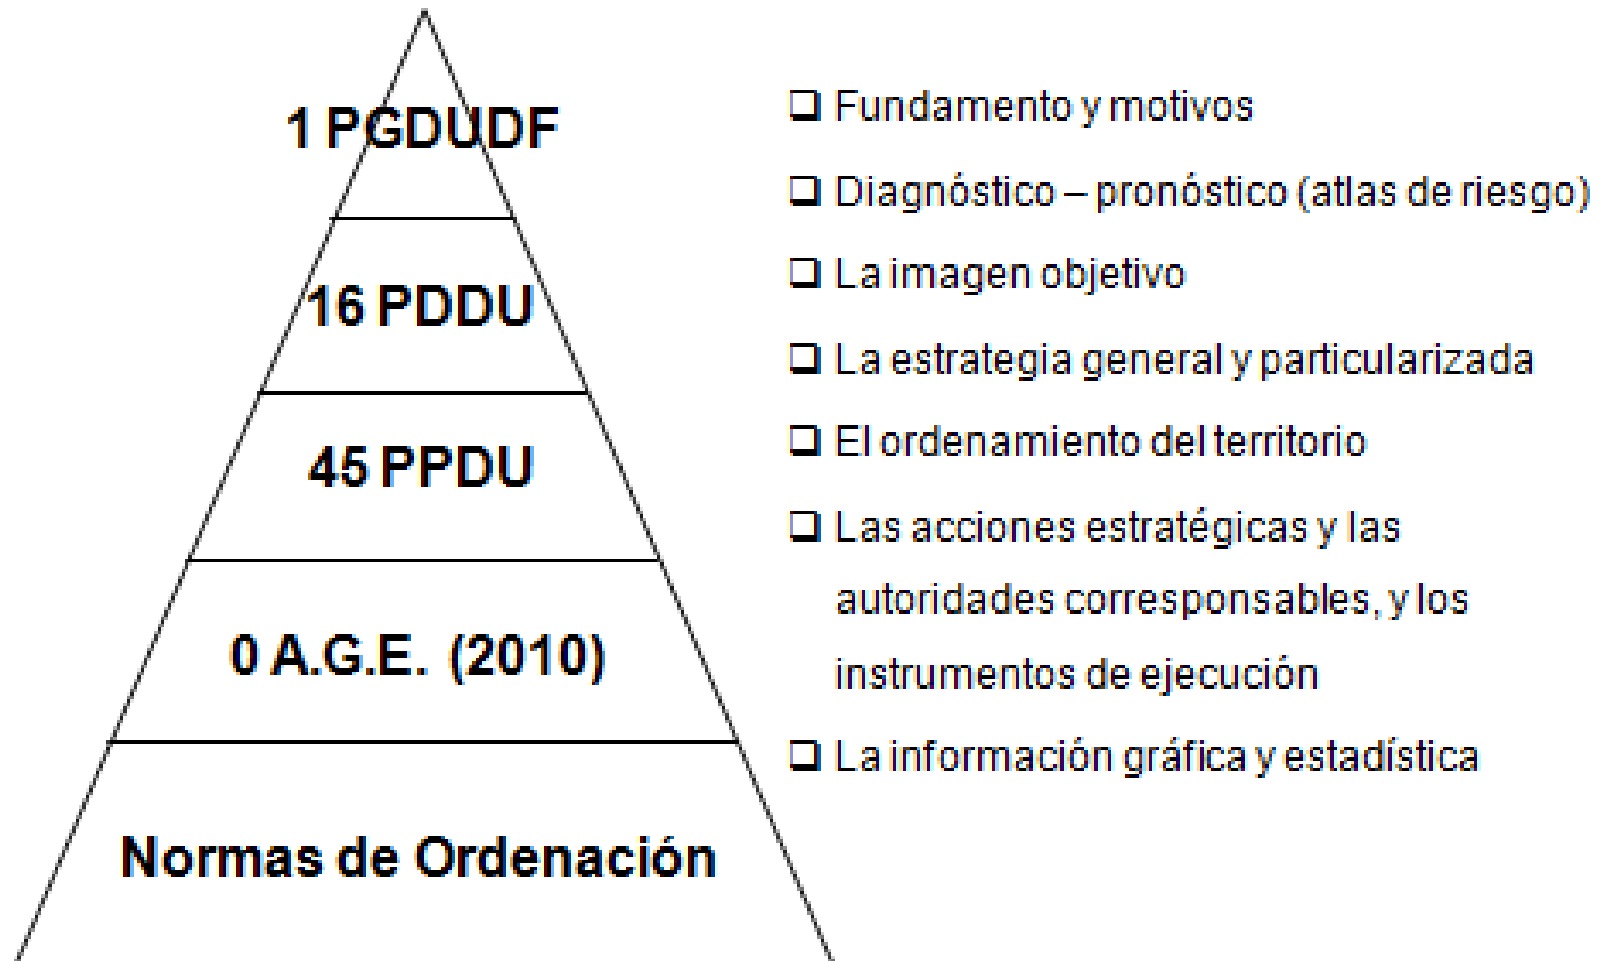 1 PGDUDF
16 PDDU
45 PPDU
0 A.G.E. (2010)
Normas de Ordenación
❑ Fundamento y motivos
❑ Diagnóstico – pronóstico (atlas de riesgo)
❑ La imagen objetivo
❑ La estrategia general y particularizada
❑ El ordenamiento del territorio
❑ Las acciones estratégicas y las
autoridades corresponsables, y los
instrumentos de ejecución
❑ La información gráfica y estadística